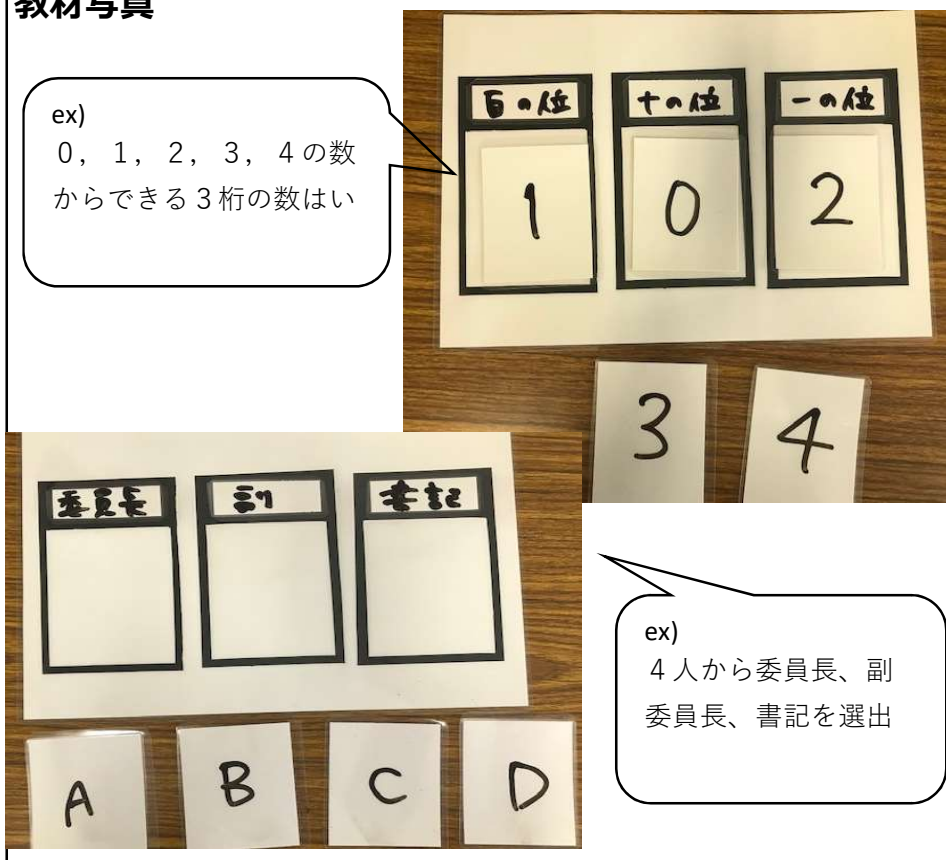 教材写真
ex)
0, 1, 2, 3, 4の数
からできる3桁の数はい
百の位 十の位 一の位
1 0 2
3 4
委員長 副 書記
A B C D
ex)
4人から委員長、副
委員長、書記を選出